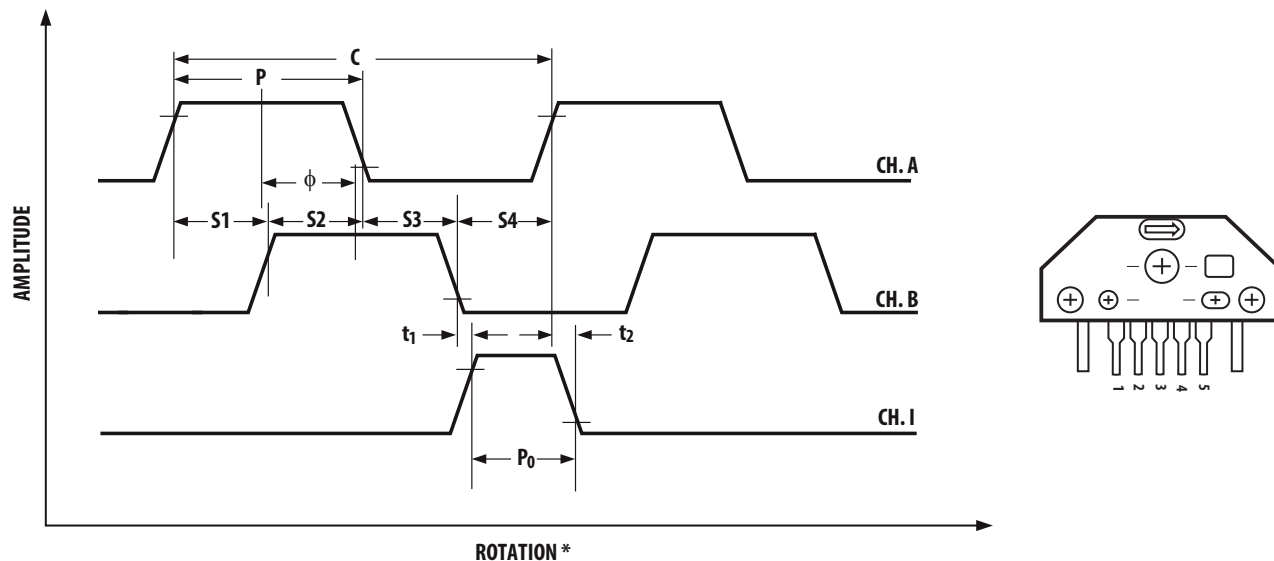 C
P
CH. A
ϕ
S1 S2 S3 S4
AMPLITUDE
CH. B
t1 t2
CH. I
P0
ROTATION *
1 2 3 4 5